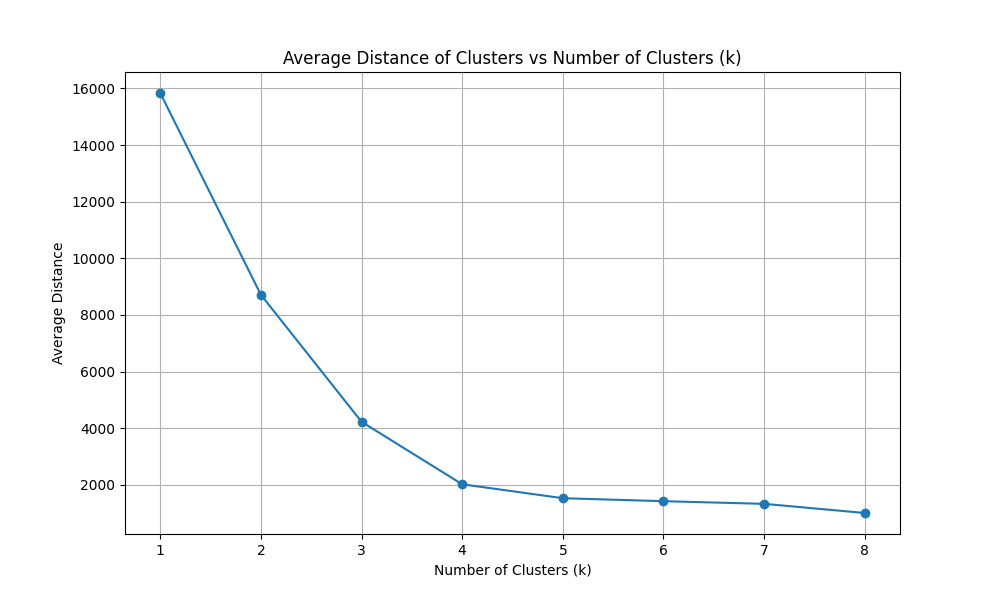 Average Distance of Clusters vs Number of Clusters (k)
16000
14000
12000
10000
8000
6000
4000
2000
Average Distance
1 2 3 4 5 6 7 8
Number of Clusters (k)